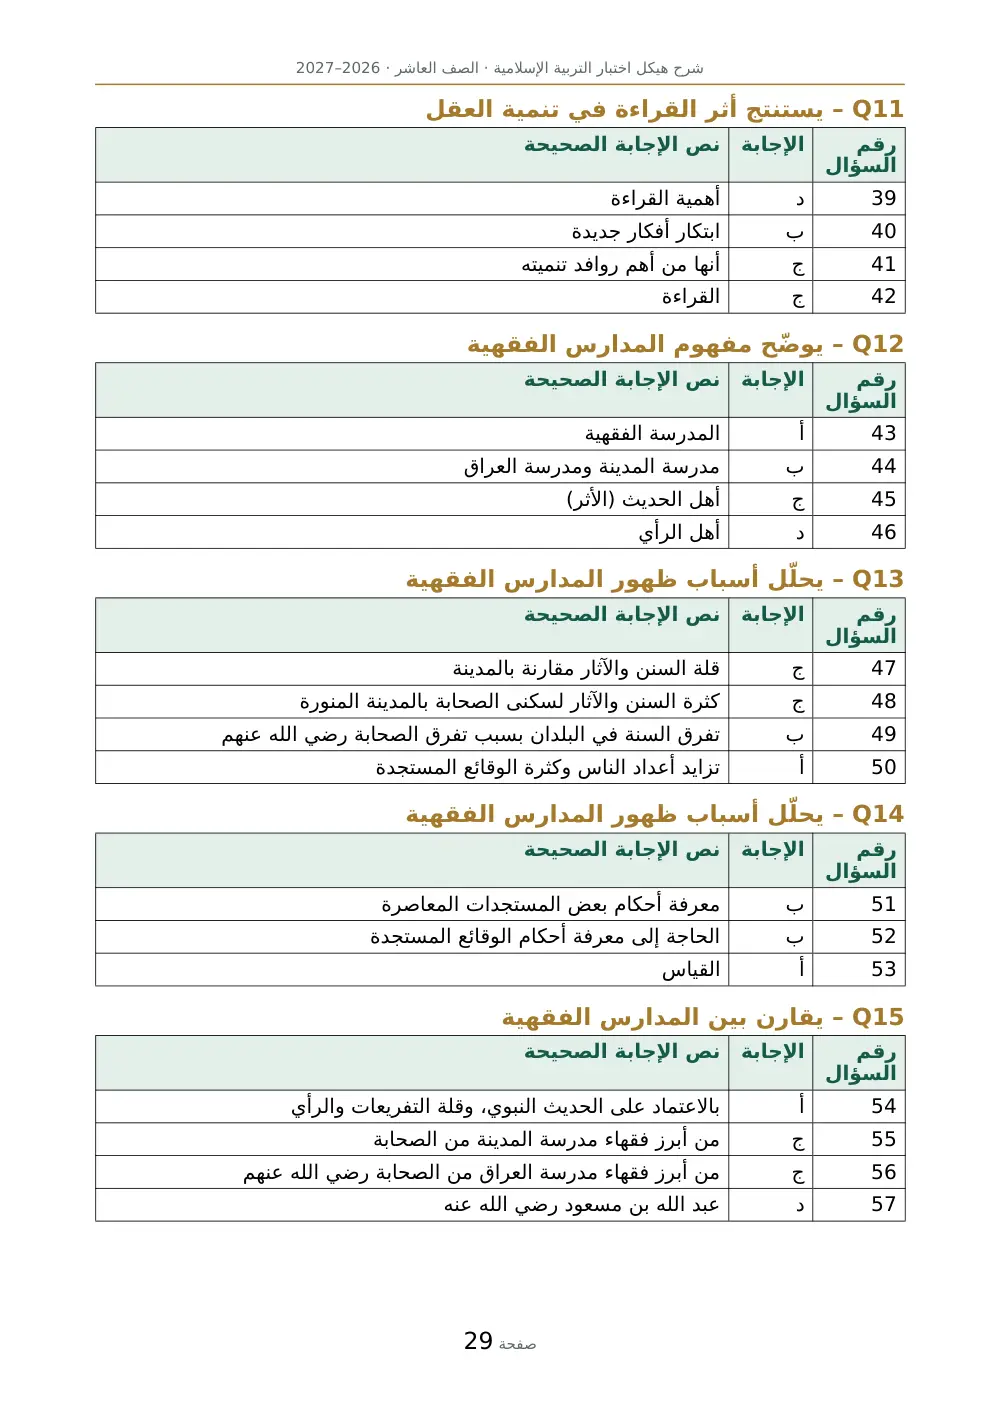 شرح هيكل اختبار التربية الإسلامية · الصف العاشر · 2026–2027
Q11 – يستنتج أثر القراءة في تنمية العقل
رقم السؤال الإجابة نص الإجابة الصحيحة
39 د أهمية القراءة
40 ب ابتكار أفكار جديدة
41 ج أنها من أهم روافد تنميته
42 ج القراءة
Q12 – يوضّح مفهوم المدارس الفقهية
رقم السؤال الإجابة نص الإجابة الصحيحة
43 أ المدرسة الفقهية
44 ب مدرسة المدينة ومدرسة العراق
45 ج أهل الحديث (الأثر)
46 د أهل الرأي
Q13 – يحلّل أسباب ظهور المدارس الفقهية
رقم السؤال الإجابة نص الإجابة الصحيحة
47 ج قلة السنن والآثار مقارنة بالمدينة
48 ج كثرة السنن والآثار لسكنى الصحابة بالمدينة المنورة
49 ب تفرق السنة في البلدان بسبب تفرق الصحابة رضي الله عنهم
50 أ تزايد أعداد الناس وكثرة الوقائع المستجدة
Q14 – يحلّل أسباب ظهور المدارس الفقهية
رقم السؤال الإجابة نص الإجابة الصحيحة
51 ب معرفة أحكام بعض المستجدات المعاصرة
52 ب الحاجة إلى معرفة أحكام الوقائع المستجدة
53 أ القياس
Q15 – يقارن بين المدارس الفقهية
رقم السؤال الإجابة نص الإجابة الصحيحة
54 أ بالاعتماد على الحديث النبوي، وقلة التفريعات والرأي
55 ج من أبرز فقهاء مدرسة المدينة من الصحابة
56 ج من أبرز فقهاء مدرسة العراق من الصحابة رضي الله عنهم
57 د عبد الله بن مسعود رضي الله عنه
صفحة 29